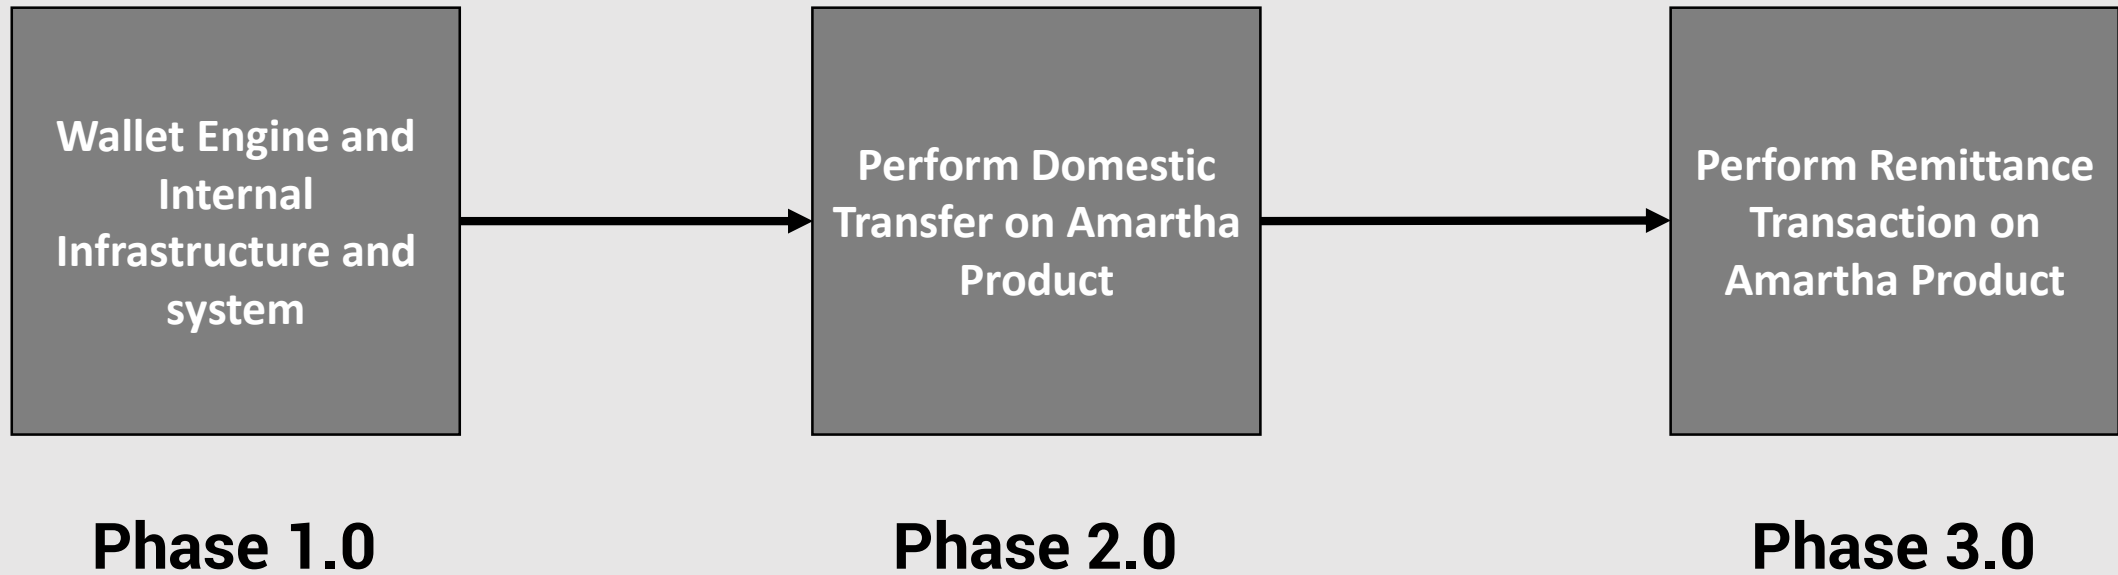 Wallet Engine and
Internal
Infrastructure and
system
Perform Domestic
Transfer on Amartha
Product
Perform Remittance
Transaction on
Amartha Product
Phase 1.0
Phase 2.0
Phase 3.0